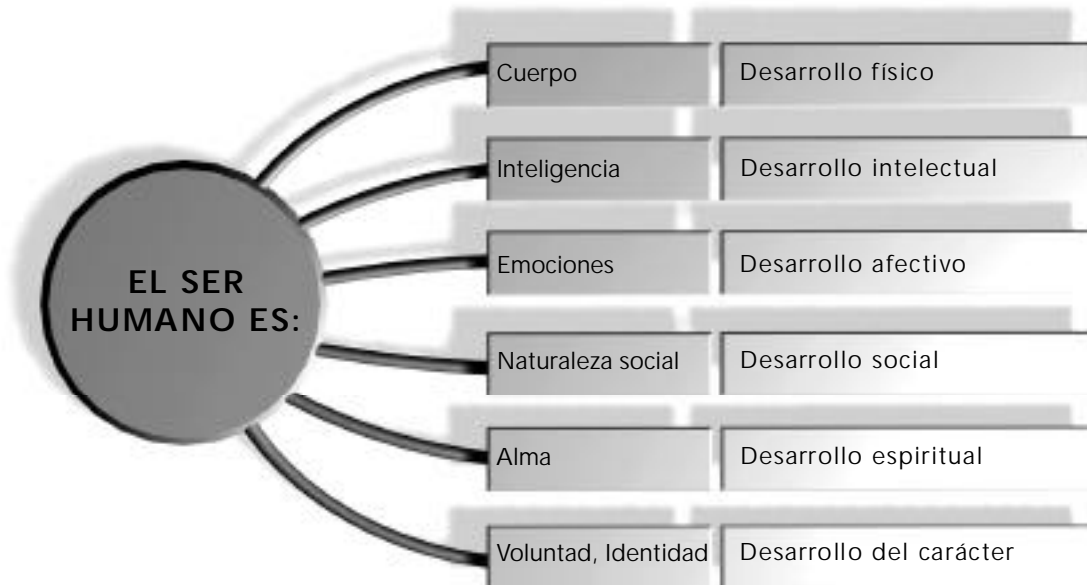 EL SER
HUMANO ES:
Cuerpo
Desarrollo físico
Inteligencia
Desarrollo intelectual
Emociones
Desarrollo afectivo
Naturaleza social
Desarrollo social
Alma
Desarrollo espiritual
Voluntad, Identidad
Desarrollo del carácter